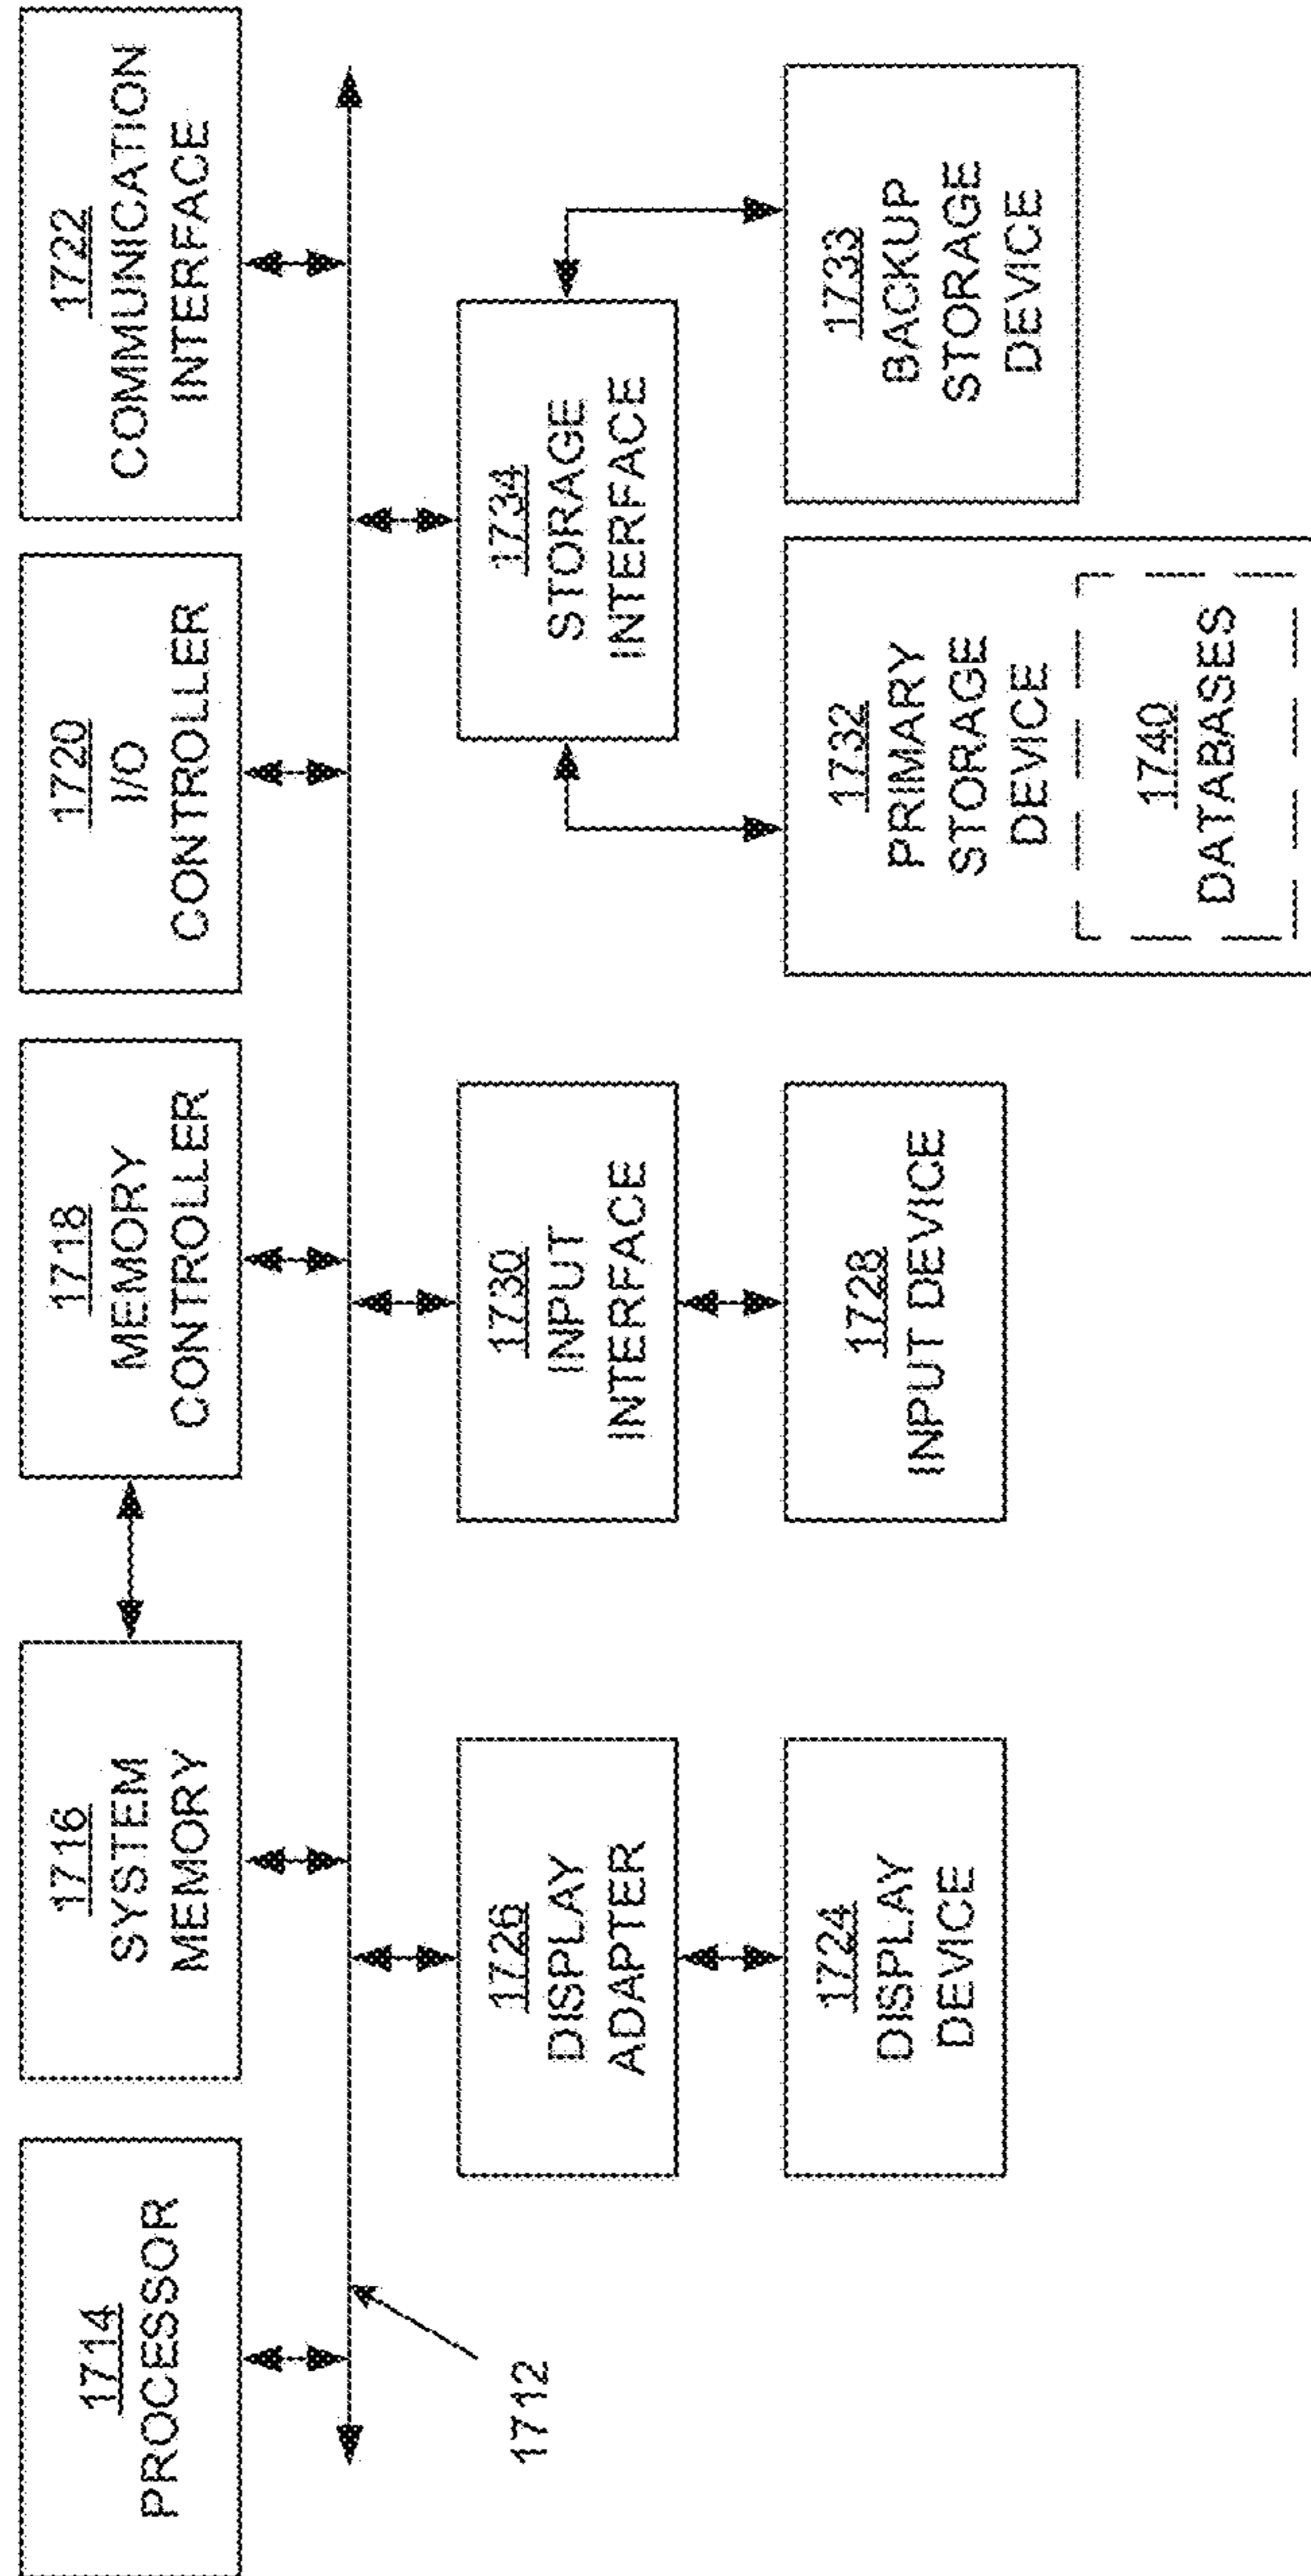 1714
PROCESSOR
1716
SYSTEM
MEMORY
1718
MEMORY
CONTROLLER
1720
I/O
CONTROLLER
1722
COMMUNICATION
INTERFACE
1712
1726
DISPLAY
ADAPTER
1730
INPUT
INTERFACE
1734
STORAGE
INTERFACE
1724
DISPLAY
DEVICE
1728
INPUT DEVICE
1732
PRIMARY
STORAGE
DEVICE
1740
DATABASES
1733
BACKUP
STORAGE
DEVICE